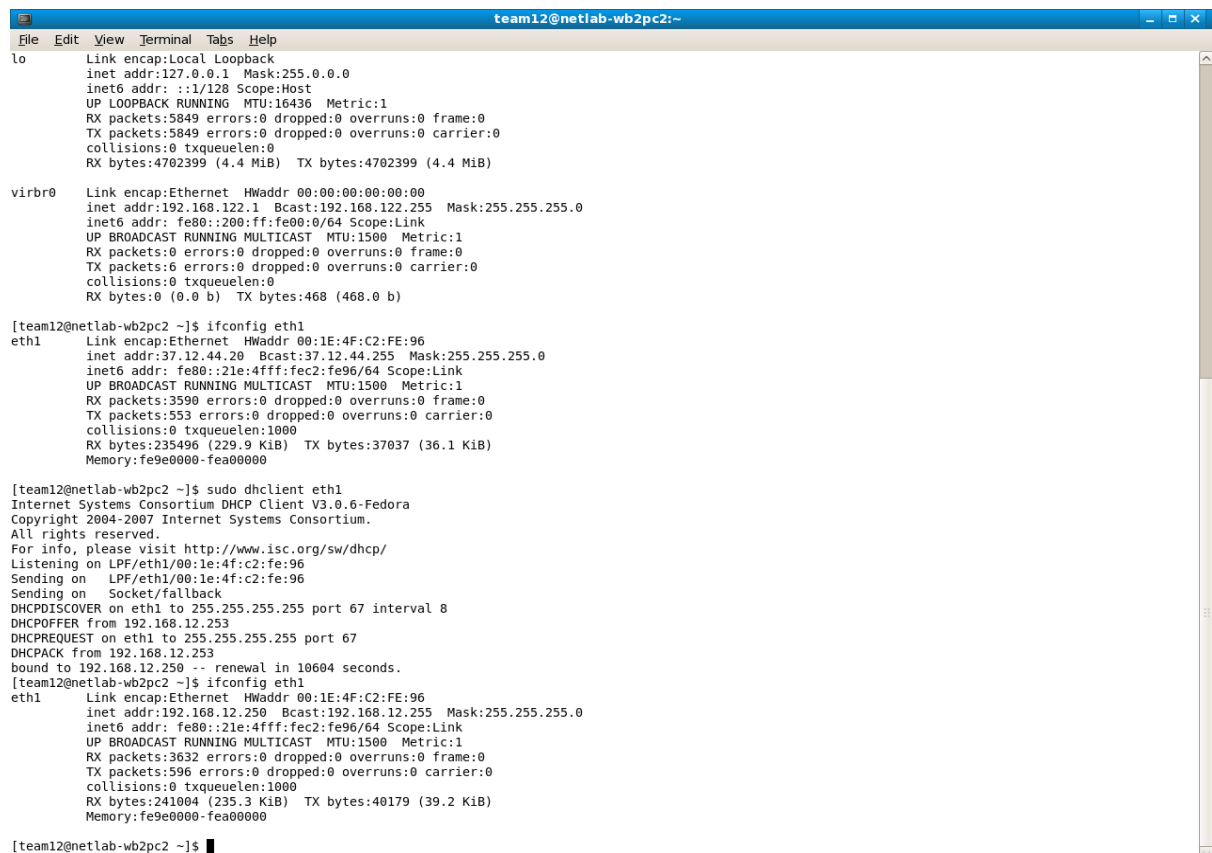 team12@netlab-wb2pc2:~
File Edit View Terminal Tabs Help
lo        Link encap:Local Loopback
          inet addr:127.0.0.1  Mask:255.0.0.0
          inet6 addr: ::1/128 Scope:Host
          UP LOOPBACK RUNNING  MTU:16436  Metric:1
          RX packets:5849 errors:0 dropped:0 overruns:0 frame:0
          TX packets:5849 errors:0 dropped:0 overruns:0 carrier:0
          collisions:0 txqueuelen:0
          RX bytes:4702399 (4.4 MiB)  TX bytes:4702399 (4.4 MiB)

virbr0    Link encap:Ethernet  HWaddr 00:00:00:00:00:00
          inet addr:192.168.122.1  Bcast:192.168.122.255  Mask:255.255.255.0
          inet6 addr: fe80::200:ff:fe00:0/64 Scope:Link
          UP BROADCAST RUNNING MULTICAST  MTU:1500  Metric:1
          RX packets:0 errors:0 dropped:0 overruns:0 frame:0
          TX packets:6 errors:0 dropped:0 overruns:0 carrier:0
          collisions:0 txqueuelen:0
          RX bytes:0 (0.0 b)  TX bytes:468 (468.0 b)

[team12@netlab-wb2pc2 ~]$ ifconfig eth1
eth1      Link encap:Ethernet  HWaddr 00:1E:4F:C2:FE:96
          inet addr:37.12.44.20  Bcast:37.12.44.255  Mask:255.255.255.0
          inet6 addr: fe80::21e:4fff:fec2:fe96/64 Scope:Link
          UP BROADCAST RUNNING MULTICAST  MTU:1500  Metric:1
          RX packets:3590 errors:0 dropped:0 overruns:0 frame:0
          TX packets:553 errors:0 dropped:0 overruns:0 carrier:0
          collisions:0 txqueuelen:1000
          RX bytes:235496 (229.9 KiB)  TX bytes:37037 (36.1 KiB)
          Memory:fe9e0000-fea00000

[team12@netlab-wb2pc2 ~]$ sudo dhclient eth1
Internet Systems Consortium DHCP Client V3.0.6-Fedora
Copyright 2004-2007 Internet Systems Consortium.
All rights reserved.
For info, please visit http://www.isc.org/sw/dhcp/
Listening on LPF/eth1/00:1e:4f:c2:fe:96
Sending on   LPF/eth1/00:1e:4f:c2:fe:96
Sending on   Socket/fallback
DHCPDISCOVER on eth1 to 255.255.255.255 port 67 interval 8
DHCPOFFER from 192.168.12.253
DHCPREQUEST on eth1 to 255.255.255.255 port 67
DHCPACK from 192.168.12.253
bound to 192.168.12.250 -- renewal in 10604 seconds.
[team12@netlab-wb2pc2 ~]$ ifconfig eth1
eth1      Link encap:Ethernet  HWaddr 00:1E:4F:C2:FE:96
          inet addr:192.168.12.250  Bcast:192.168.12.255  Mask:255.255.255.0
          inet6 addr: fe80::21e:4fff:fec2:fe96/64 Scope:Link
          UP BROADCAST RUNNING MULTICAST  MTU:1500  Metric:1
          RX packets:3632 errors:0 dropped:0 overruns:0 frame:0
          TX packets:596 errors:0 dropped:0 overruns:0 carrier:0
          collisions:0 txqueuelen:1000
          RX bytes:241004 (235.3 KiB)  TX bytes:40179 (39.2 KiB)
          Memory:fe9e0000-fea00000

[team12@netlab-wb2pc2 ~]$